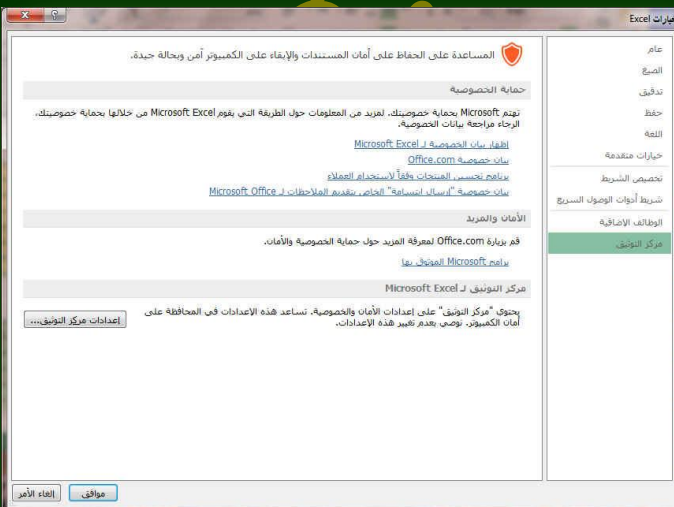 خيارات Excel
عام
الصيغ
تدقيق
حفظ
اللغة
خيارات متقدمة
تخصيص الشريط
شريط أدوات الوصول السريع
الوظائف الإضافية
مركز التوثيق
المساعدة على الحفاظ على أمان المستندات والإبقاء على الكمبيوتر آمن وبحالة جيدة.
حماية الخصوصية
تهتم Microsoft بحماية خصوصيتك. لمزيد من المعلومات حول الطريقة التي يقوم Microsoft Excel من خلالها بحماية خصوصيتك،
الرجاء مراجعة بيانات الخصوصية.
إظهار بيان الخصوصية لـ Microsoft Excel
بيان خصوصية Office.com
برنامج تحسين المنتجات وفقاً لاستخدام العملاء
بيان خصوصية "إرسال ابتسامة" الخاص بتقديم الملاحظات لـ Microsoft Office
الأمان والمزيد
قم بزيارة Office.com لمعرفة المزيد حول حماية الخصوصية والأمان.
برامج Microsoft الموثوق بها
مركز التوثيق لـ Microsoft Excel
يحتوي "مركز التوثيق" على إعدادات الأمان والخصوصية. تساعد هذه الإعدادات في المحافظة على
أمان الكمبيوتر. نوصي بعدم تغيير هذه الإعدادات.
إعدادات مركز التوثيق...
موافق
إلغاء الأمر